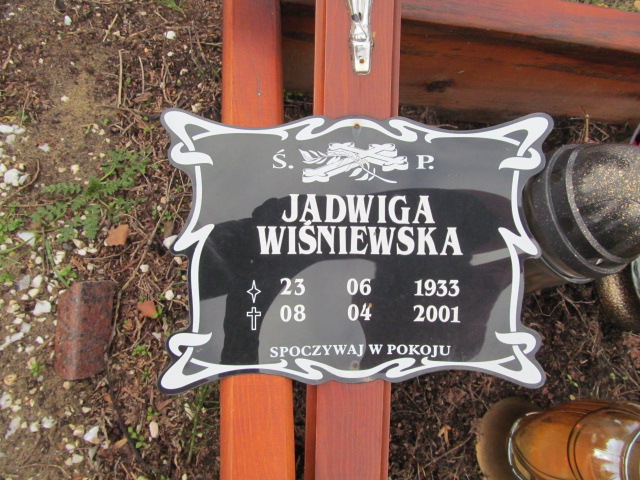 Ś. P.
JADWIGA
WIŚNIEWSKA
23 06 1933
08 04 2001
SPOCZYWAJ W POKOJU